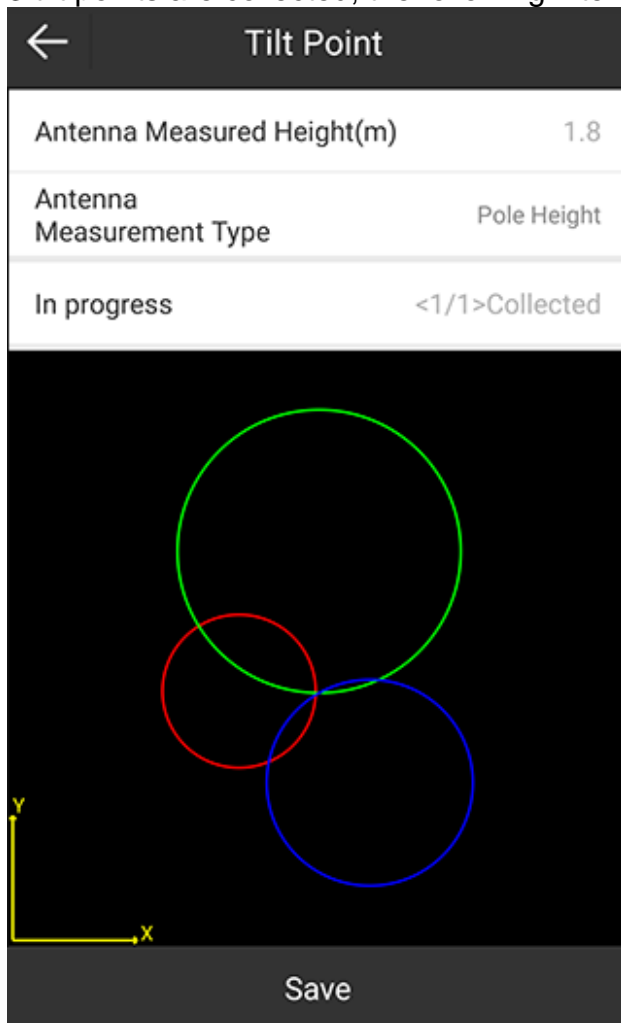 Tilt Point
Antenna Measured Height(m) 1.8
Antenna
Measurement Type Pole Height
In progress <1/1>Collected
Y
X
Save